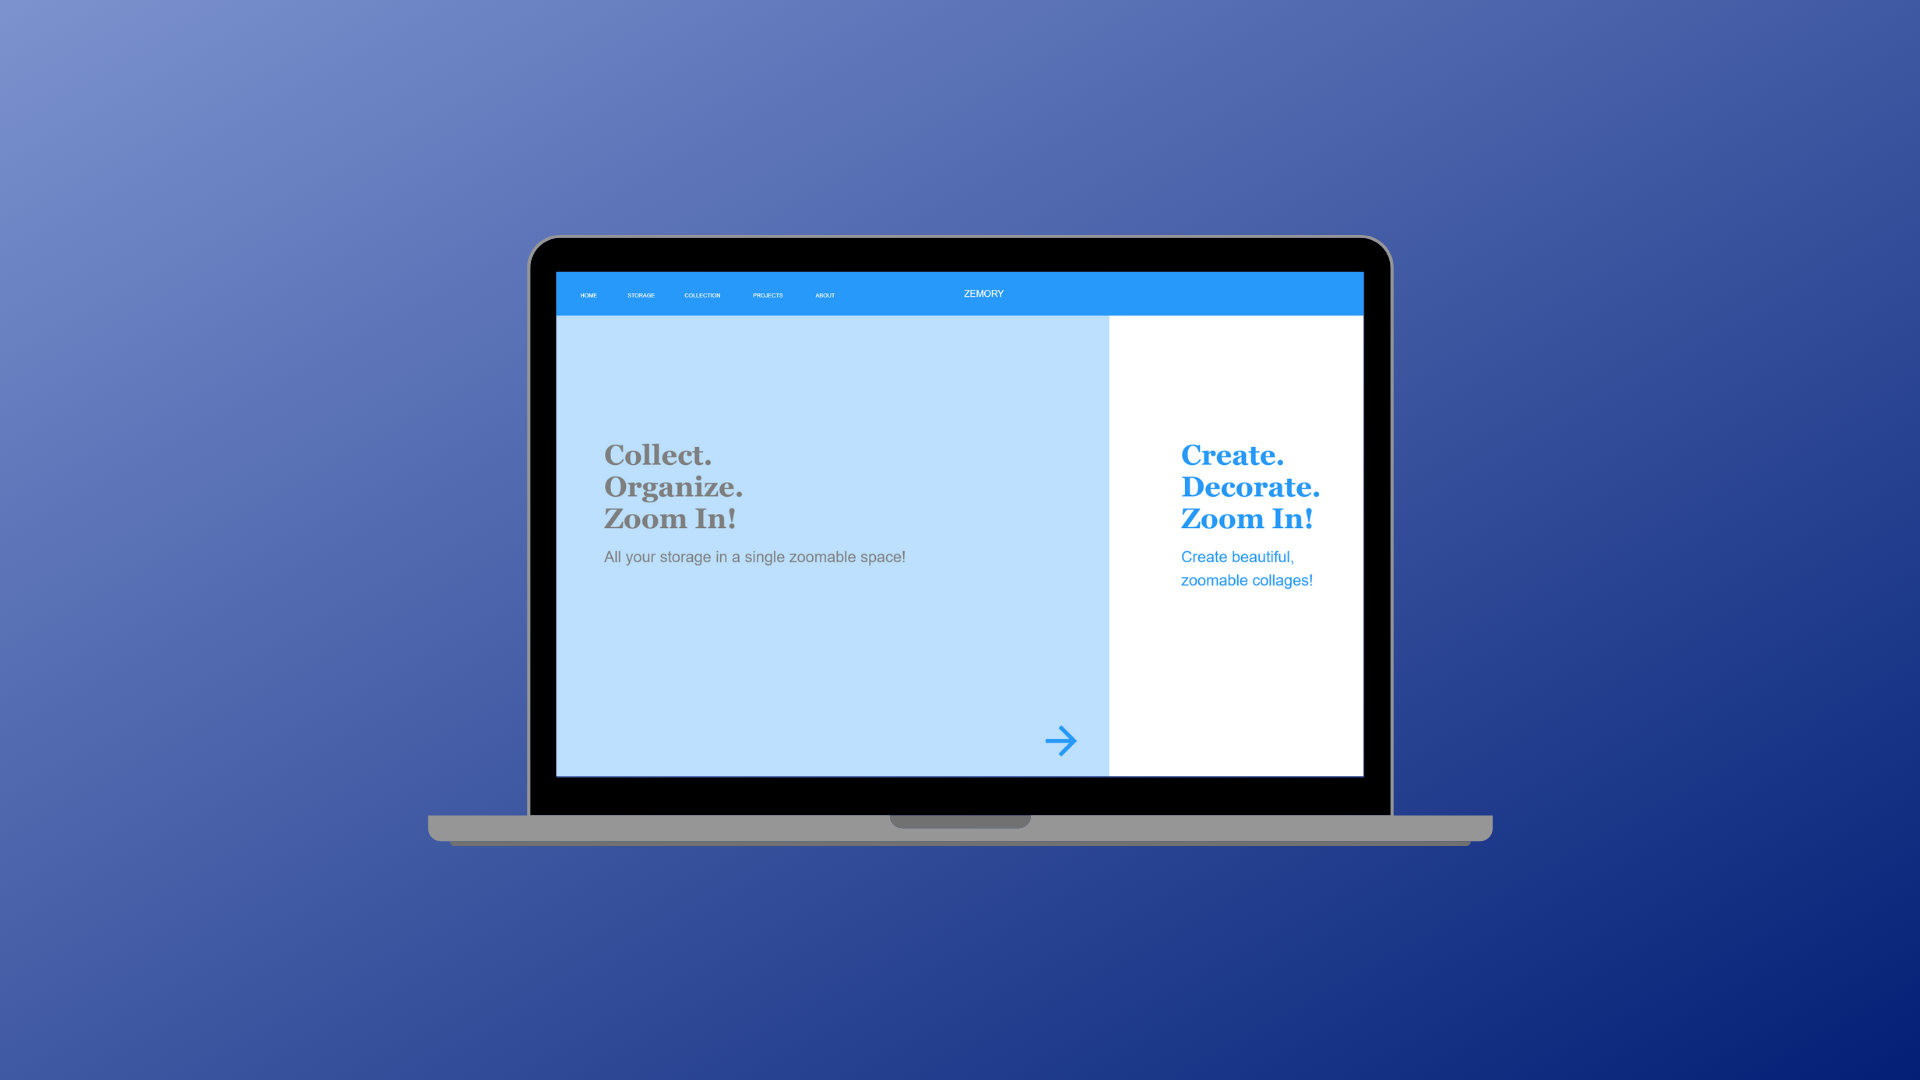 HOME STORAGE COLLECTION PROJECTS ABOUT ZEMORY
Collect.
Organize.
Zoom In!
All your storage in a single zoomable space!
Create.
Decorate.
Zoom In!
Create beautiful,
zoomable collages!